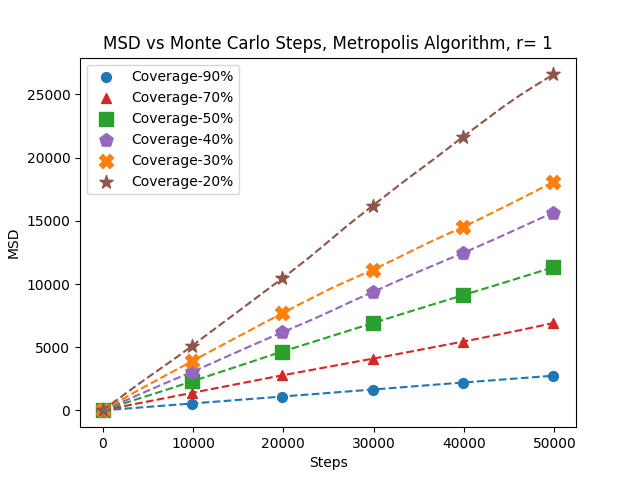 MSD vs Monte Carlo Steps, Metropolis Algorithm, r= 1
Coverage-90%
Coverage-70%
Coverage-50%
Coverage-40%
Coverage-30%
Coverage-20%
MSD
25000
20000
15000
10000
5000
0
0 10000 20000 30000 40000 50000
Steps